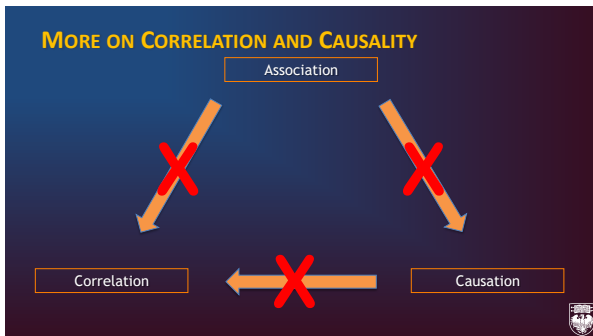 MORE ON CORRELATION AND CAUSALITY
Association
Correlation
Causation